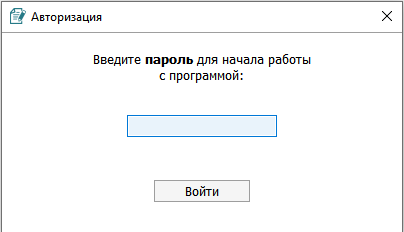 Авторизация
Введите пароль для начала работы
с программой:
Войти